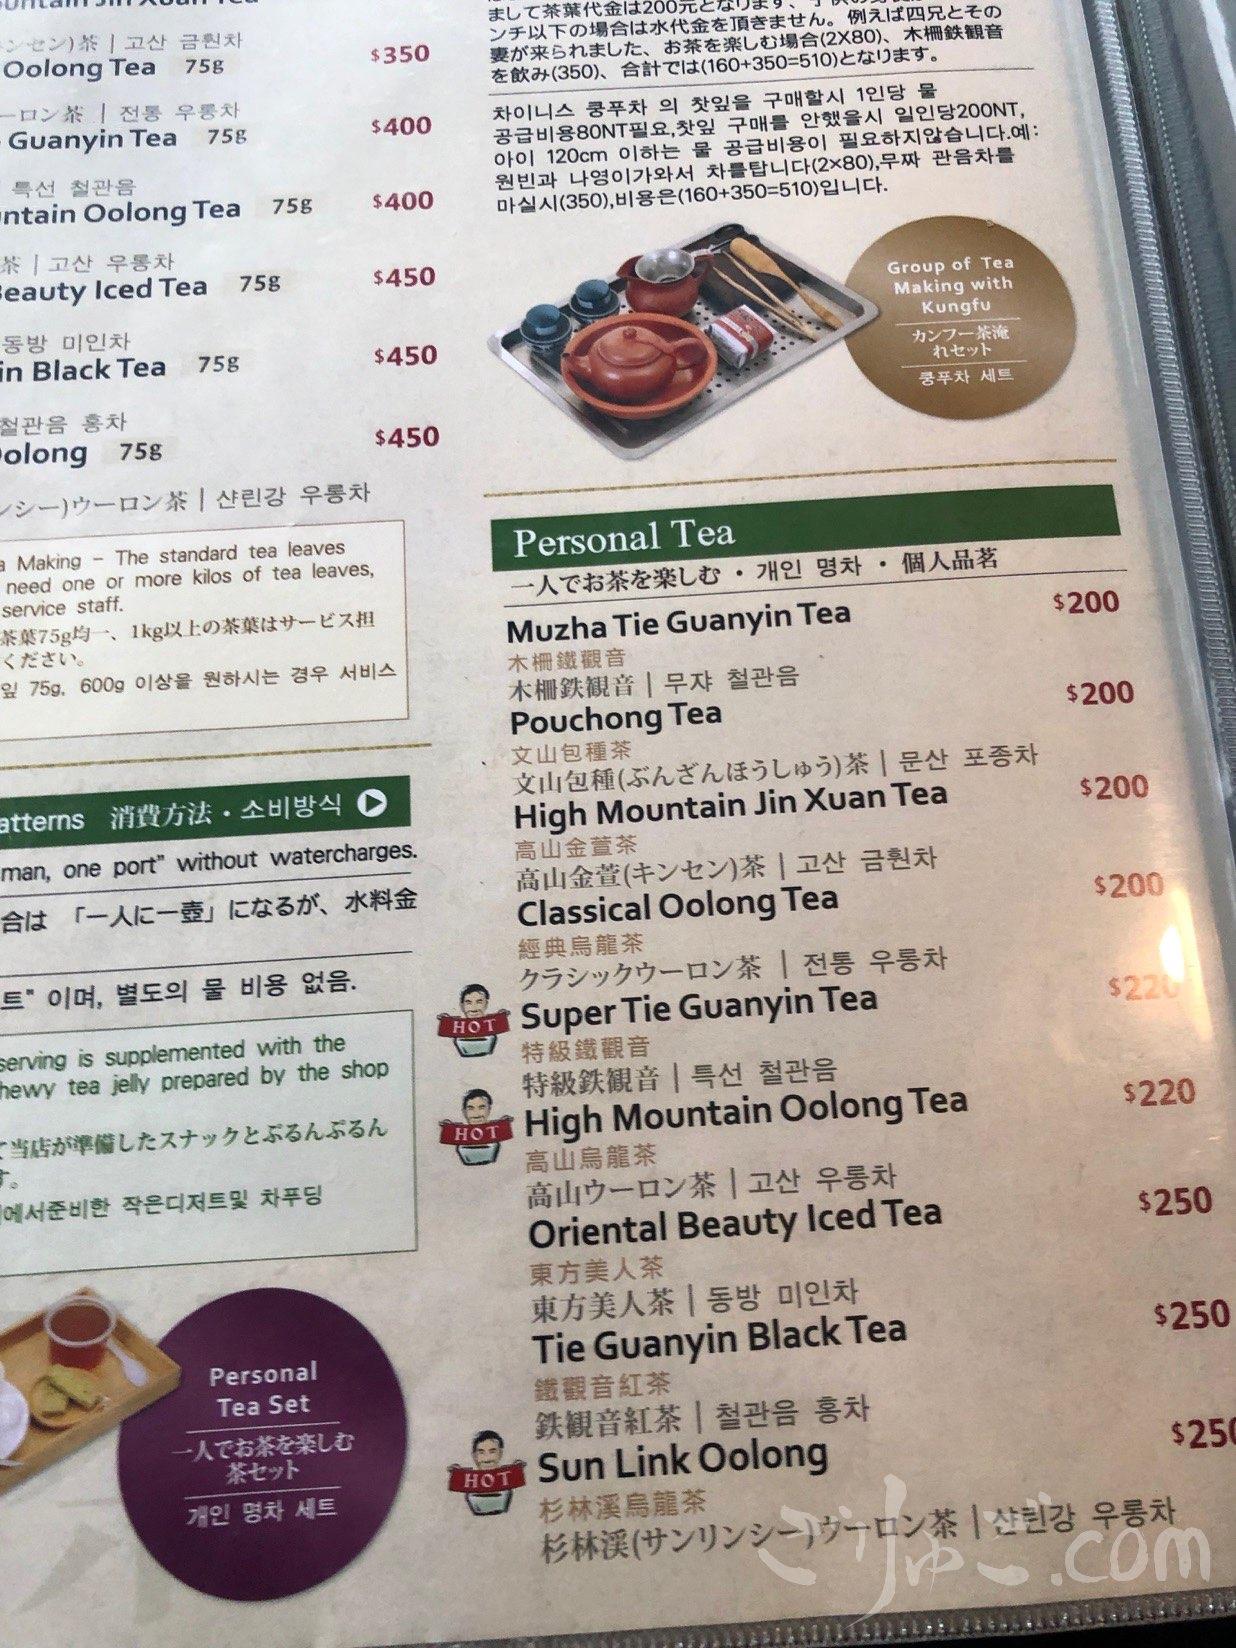 untain Jin Xuan Tea
ンセン)茶 | 고산 금훤차
Oolong Tea 75g $350
ーロン茶 | 전통 우롱차
Guanyin Tea 75g $400
특선 철관음
ntain Oolong Tea 75g $400
茶 | 고산 우롱차
Beauty Iced Tea 75g $450
동방 미인차
in Black Tea 75g $450
철관음 홍차
Oolong 75g $450
ンシー)ウーロン茶 | 샨린강 우롱차
a Making – The standard tea leaves
need one or more kilos of tea leaves,
service staff.
茶葉75g均一、1kg以上の茶葉はサービス担
ください。
잎 75g, 600g 이상을 원하시는 경우 서비스
atterns 消費方法・소비방식
man, one port" without watercharges.
合は 「一人に一壺」になるが、水料金
트" 이며, 별도의 물 비용 없음.
serving is supplemented with the
hewy tea jelly prepared by the shop
て当店が準備したスナックとぷるんぷるん
す。
에서준비한 작은디저트및 차푸딩
Personal
Tea Set
一人でお茶を楽しむ
茶セット
개인 명차 세트
まして茶葉代金は200元となります、
ンチ以下の場合は水代金を頂きません。例えば四兄とその
妻が来られました、お茶を楽しむ場合(2X80)、木柵鉄観音
を飲み(350)、合計では(160+350=510)となります。
차이니스 쿵푸차 의 찻잎을 구매할시 1인당 물
공급비용80NT필요,찻잎 구매를 안했을시 일인당200NT,
아이 120cm 이하는 물 공급비용이 필요하지않습니다.예:
원빈과 나영이가와서 차를탑니다(2×80),무짜 관음차를
마실시(350),비용은(160+350=510)입니다.
Group of Tea
Making with
Kungfu
カンフー茶淹
れセット
쿵푸차 세트
Personal Tea
一人でお茶を楽しむ・개인 명차・個人品茗
Muzha Tie Guanyin Tea $200
木柵鐵觀音
木柵鉄観音 | 무쟈 철관음
Pouchong Tea $200
文山包種茶
文山包種(ぶんざんほうしゅう)茶 | 문산 포종차
High Mountain Jin Xuan Tea $200
高山金萱茶
高山金萱(キンセン)茶 | 고산 금훤차
Classical Oolong Tea $200
經典烏龍茶
クラシックウーロン茶 | 전통 우롱차
HOT Super Tie Guanyin Tea $220
特級鐵觀音
特級鉄観音 | 특선 철관음
HOT High Mountain Oolong Tea $220
高山烏龍茶
高山ウーロン茶 | 고산 우롱차
Oriental Beauty Iced Tea $250
東方美人茶
東方美人茶 | 동방 미인차
Tie Guanyin Black Tea $250
鐵觀音紅茶
鉄観音紅茶 | 철관음 홍차
HOT Sun Link Oolong $250
杉林溪烏龍茶
杉林渓(サンリンシー)ウーロン茶 | 샨린강 우롱차
ごりゅご.com